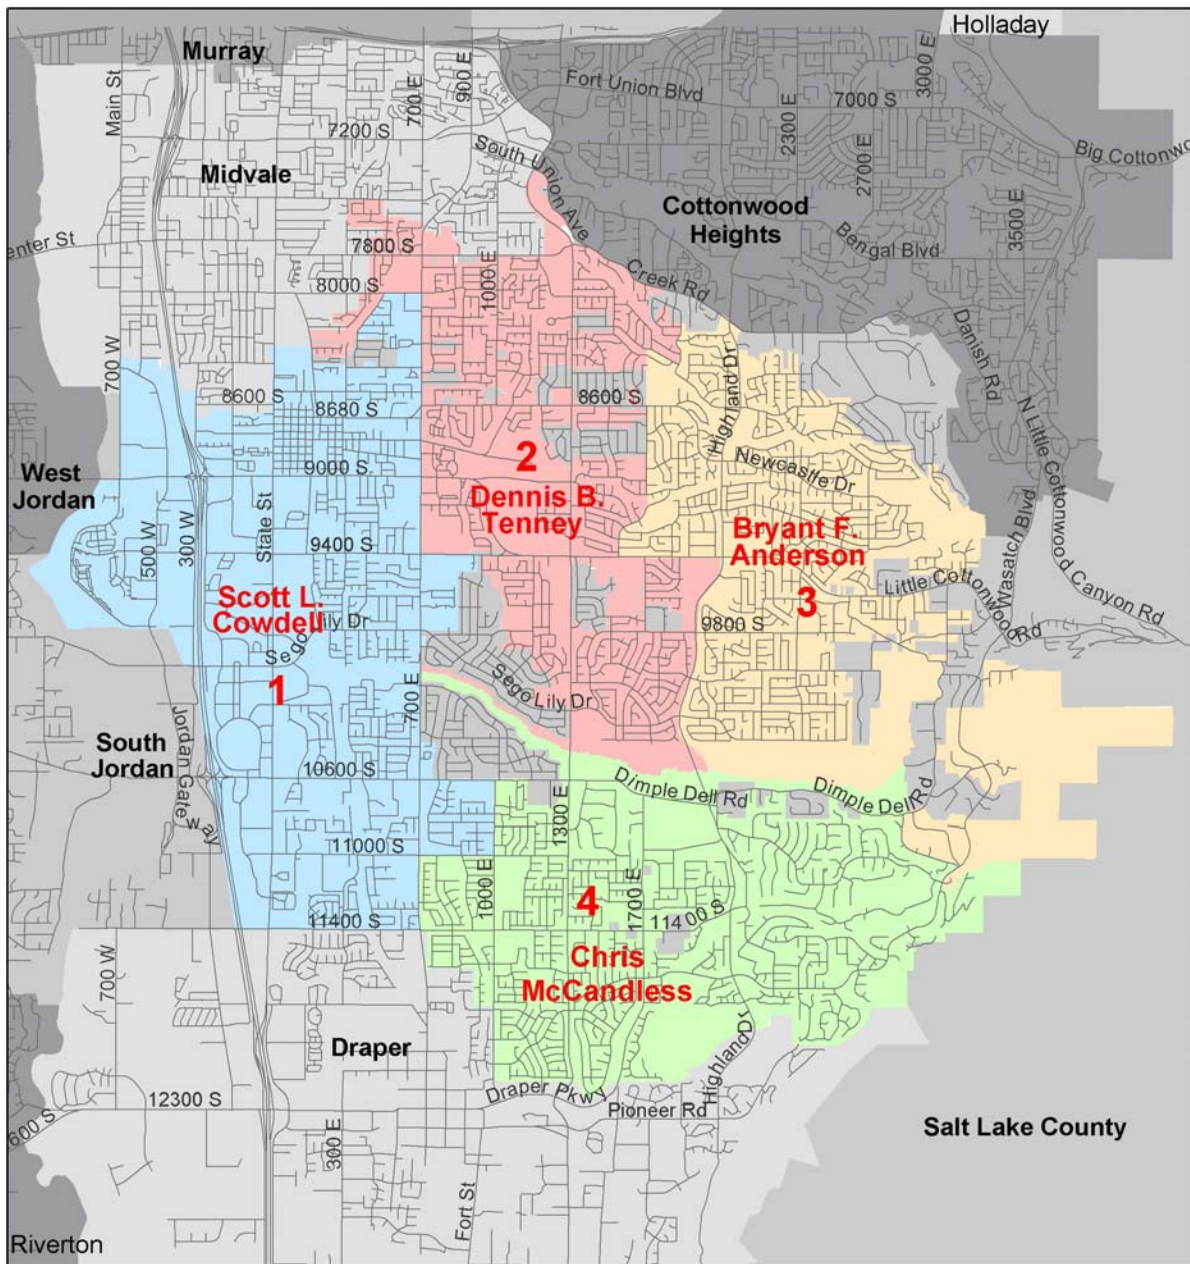 Holladay
Murray
Main St
700 E
900 E
3000 E
Fort Union Blvd
7000 S
2300 E
7200 S
South Union Ave
2700 E
Big Cottonwo
Midvale
Cottonwood
Heights
3500 E
enter St
7800 S
Bengal Blvd
1000 E
Creek Rd
8000 S
Danish Rd
700 W
Highland Dr
8600 S
8680 S
8600 S
N Little Cottonwood Canyon Rd
2
9000 S
Newcastle Dr
West
Jordan
Dennis B.
Tenney
State St
500 W
300 W
9400 S
Bryant F.
Anderson
Wasatch Blvd
Little Cottonwood Rd
Scott L.
Cowdell
3
Sego Lily Dr
9800 S
1
700 E
Sego Lily Dr
South
Jordan
Jordan Gateway
10600 S
Dimple Dell Rd
Dimple Dell Rd
1300 E
11000 S
1000 E
4
1700 E
11400 S
11400 S
Chris
McCandless
700 W
Draper
Highland Dr
Draper Pkwy
12300 S
Pioneer Rd
600 S
300 E
Salt Lake County
Fort St
Riverton